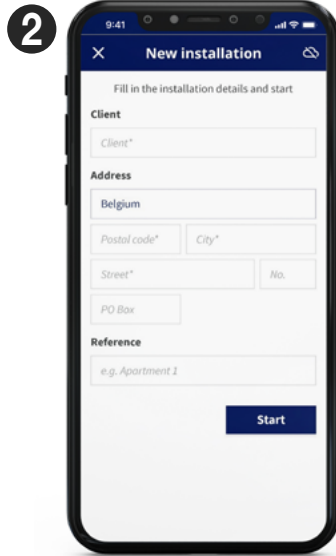 2
9:41
New installation
Fill in the installation details and start
Client
Client*
Address
Belgium
Postal code* City*
Street* No.
PO Box
Reference
e.g. Apartment 1
Start